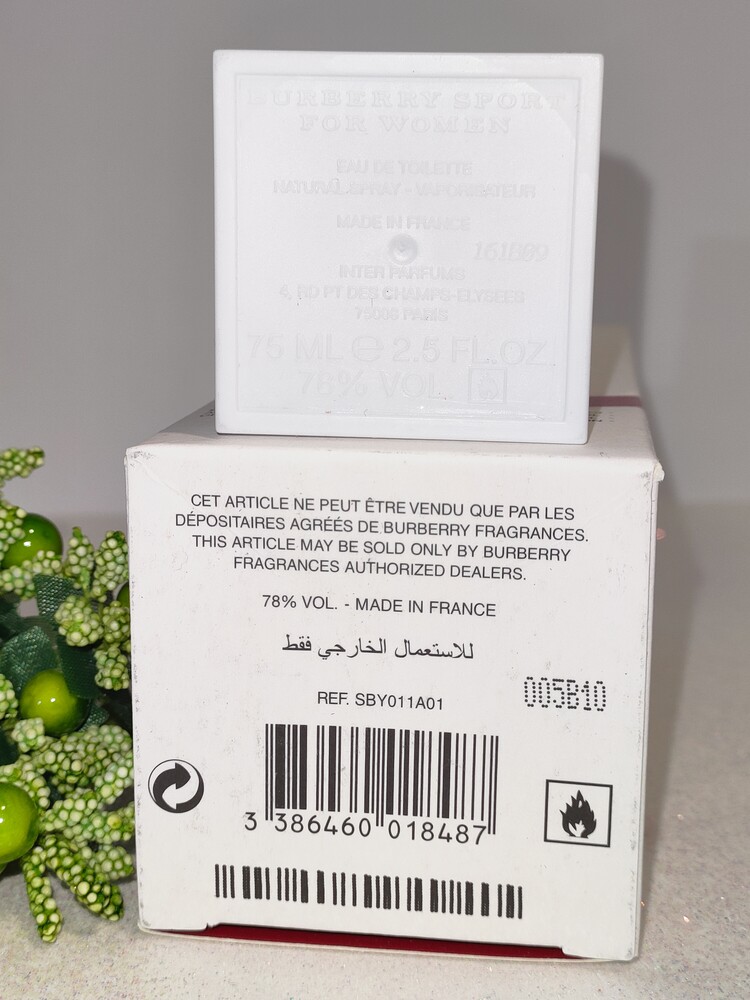 BURBERRY SPORT
FOR WOMEN
EAU DE TOILETTE
NATURAL SPRAY - VAPORISATEUR
MADE IN FRANCE
161B09
INTER PARFUMS
4, RD PT DES CHAMPS-ELYSEES
75008 PARIS
75 ML e 2.5 FL.OZ.
78% VOL.
CET ARTICLE NE PEUT ÊTRE VENDU QUE PAR LES
DÉPOSITAIRES AGRÉÉS DE BURBERRY FRAGRANCES.
THIS ARTICLE MAY BE SOLD ONLY BY BURBERRY
FRAGRANCES AUTHORIZED DEALERS.
78% VOL. - MADE IN FRANCE
للاستعمال الخارجي فقط
005B10
REF. SBY011A01
3 386460 018487